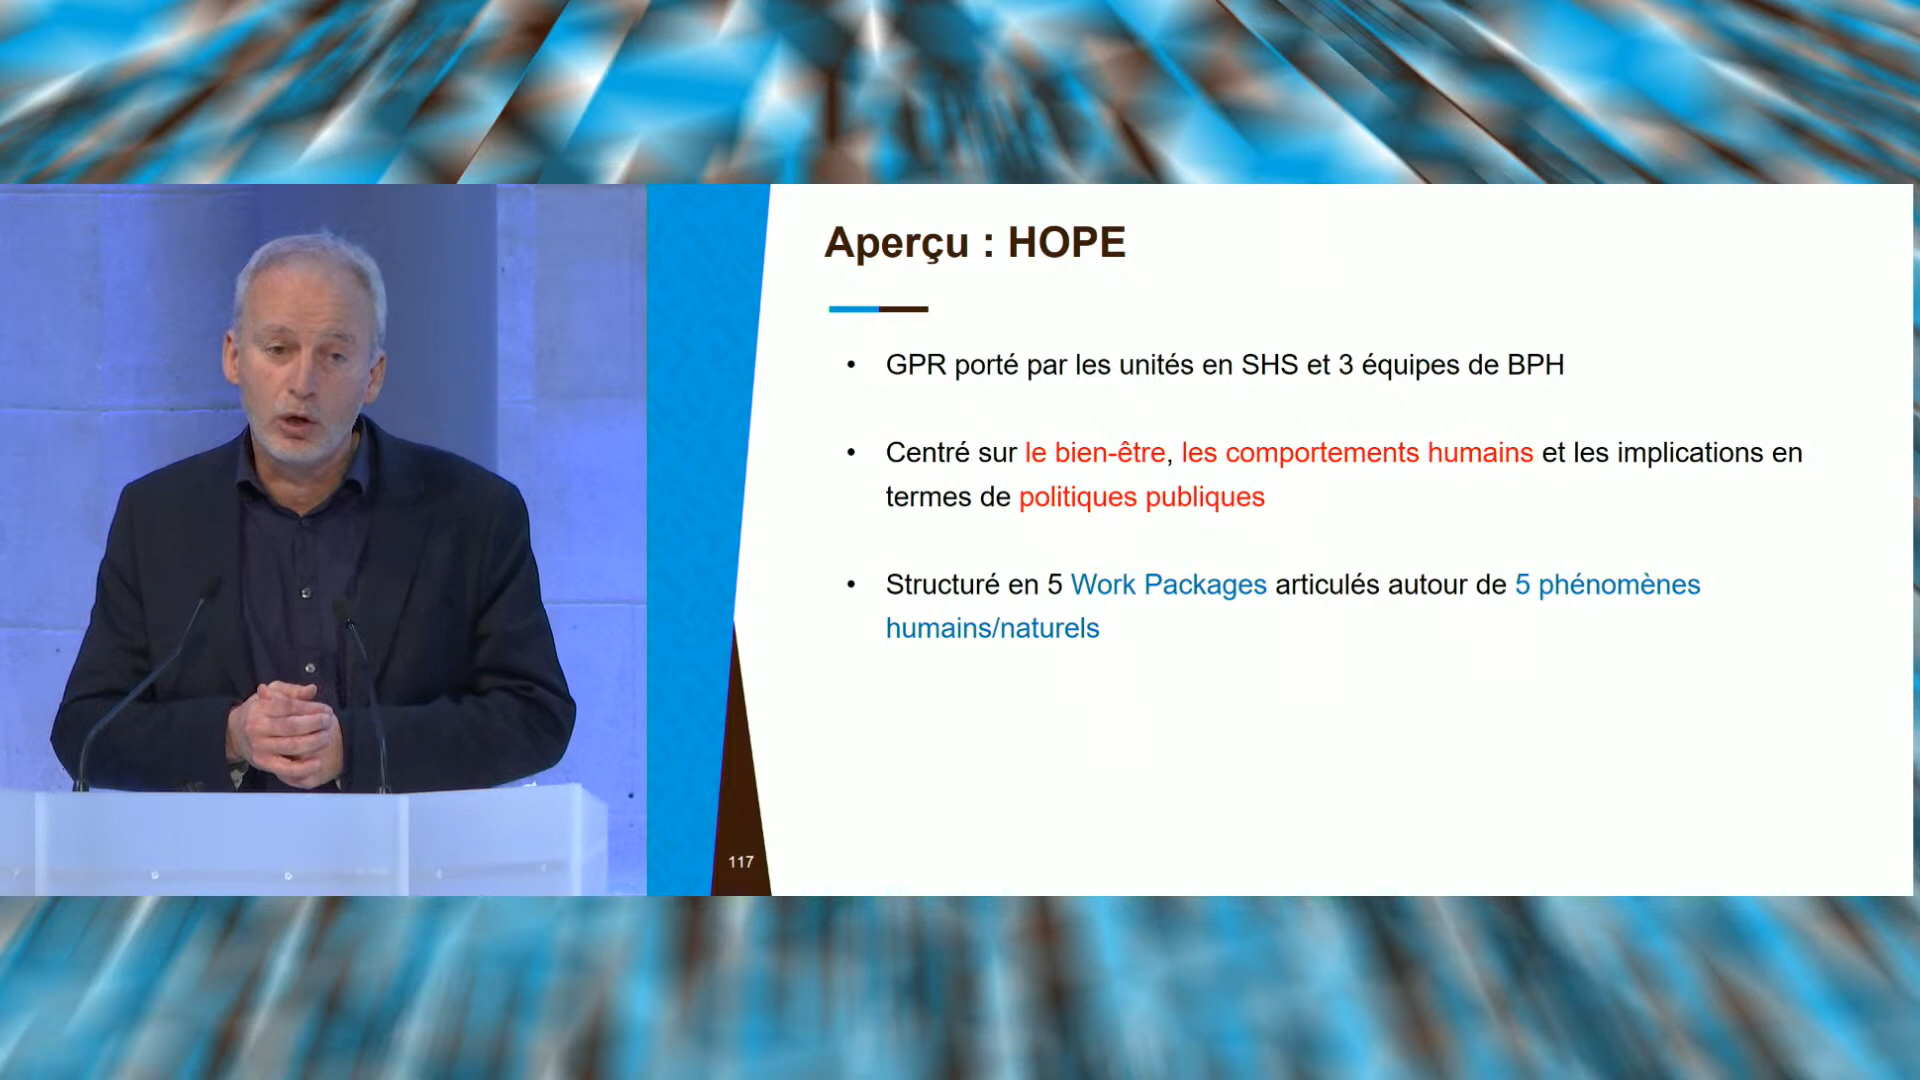 Aperçu : HOPE
• GPR porté par les unités en SHS et 3 équipes de BPH
• Centré sur le bien-être, les comportements humains et les implications en
termes de politiques publiques
• Structuré en 5 Work Packages articulés autour de 5 phénomènes
humains/naturels
117